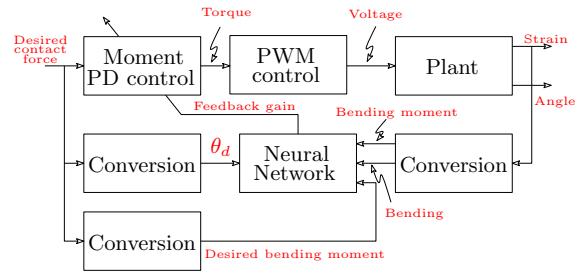 Torque
Voltage
Strain
Desired
contact
force
Moment
PD control
PWM
control
Plant
Angle
Feedback gain
Bending moment
Conversion
θd
Neural
Network
Conversion
Bending
Conversion
Desired bending moment